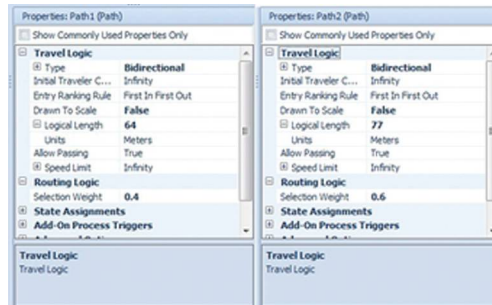 Properties: Path1 (Path)
Show Commonly Used Properties Only
Travel Logic
Type Bidirectional
Initial Traveler C... Infinity
Entry Ranking Rule First In First Out
Drawn To Scale False
Logical Length 64
Units Meters
Allow Passing True
Speed Limit Infinity
Routing Logic
Selection Weight 0.4
State Assignments
Add-On Process Triggers
Travel Logic
Travel Logic
Properties: Path2 (Path)
Show Commonly Used Properties Only
Travel Logic
Type Bidirectional
Initial Traveler C... Infinity
Entry Ranking Rule First In First Out
Drawn To Scale False
Logical Length 77
Units Meters
Allow Passing True
Speed Limit Infinity
Routing Logic
Selection Weight 0.6
State Assignments
Add-On Process Triggers
Travel Logic
Travel Logic